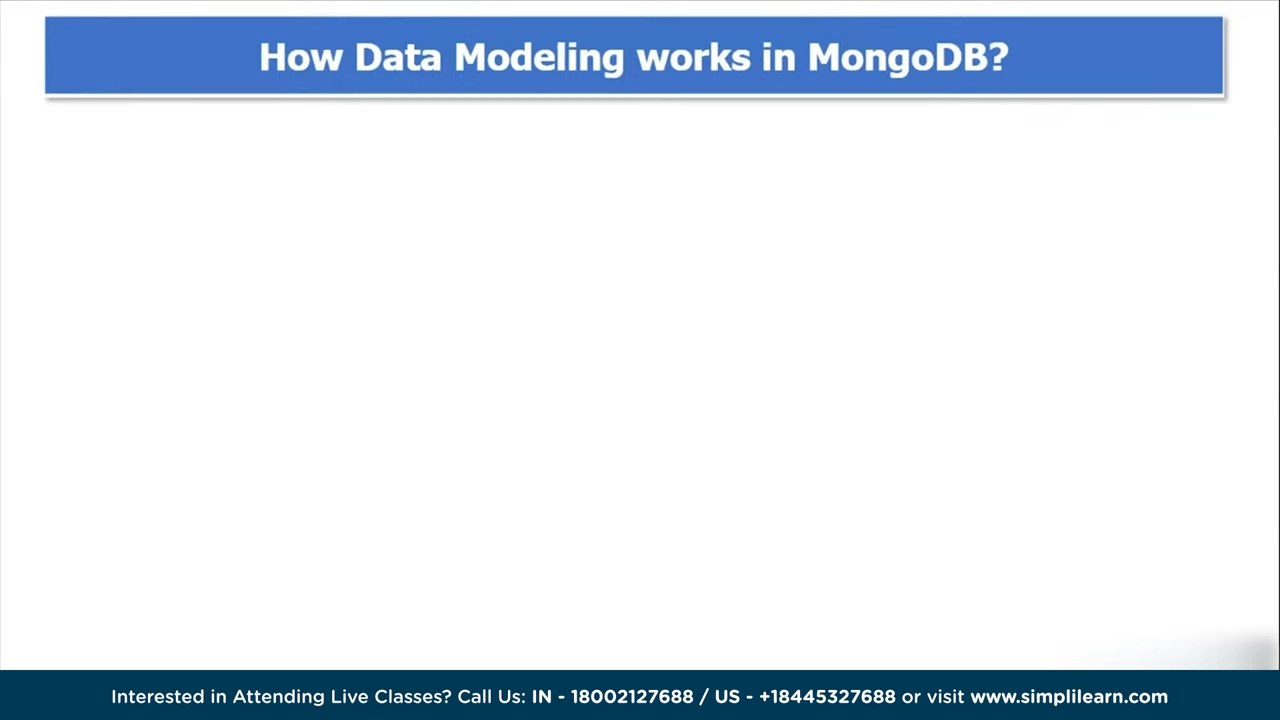 How Data Modeling works in MongoDB?
Interested in Attending Live Classes? Call Us: IN - 18002127688 / US - +18445327688 or visit www.simplilearn.com